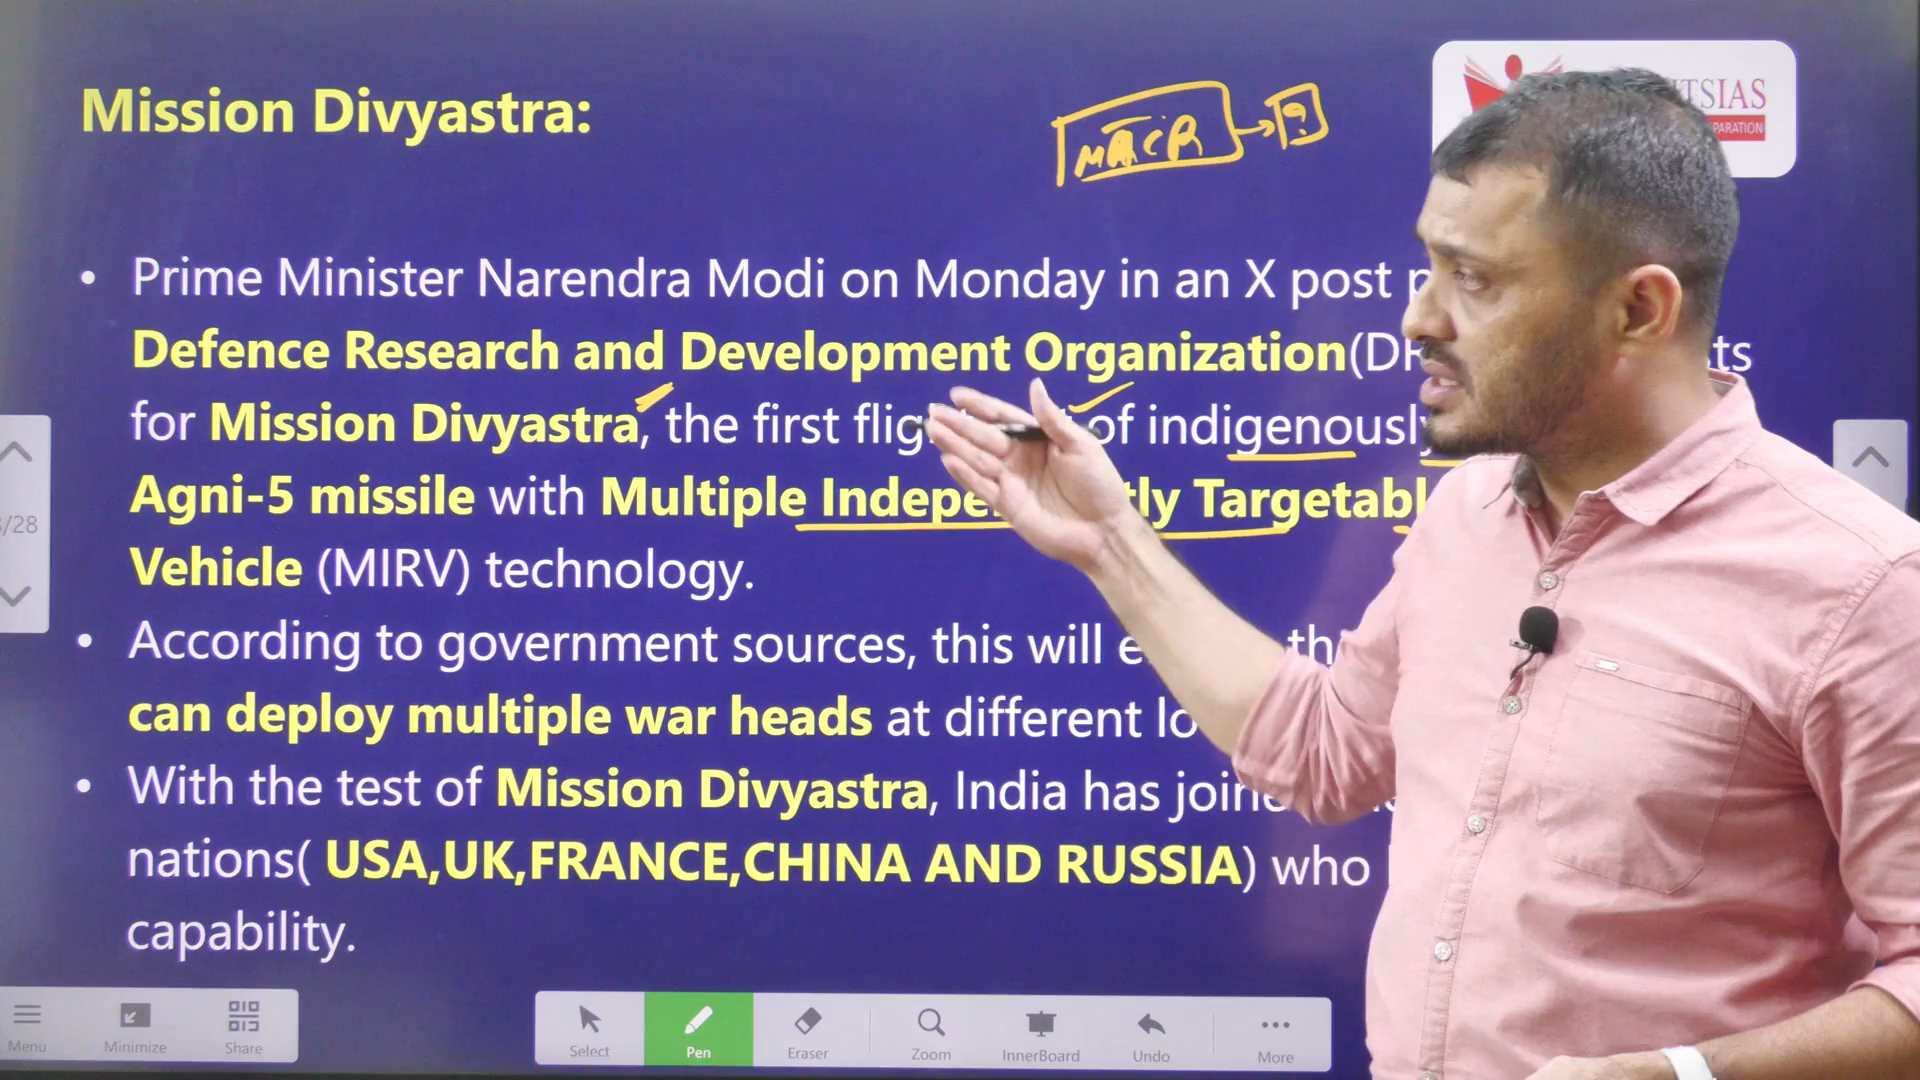 Mission Divyastra:
MTCR → ?
TSIAS
PARATION
• Prime Minister Narendra Modi on Monday in an X post p
Defence Research and Development Organization(DR ts
for Mission Divyastra, the first flig of indigenously
Agni-5 missile with Multiple Indepe tly Targetabl
Vehicle (MIRV) technology.
• According to government sources, this will e th
can deploy multiple war heads at different lo
• With the test of Mission Divyastra, India has joine
nations( USA,UK,FRANCE,CHINA AND RUSSIA) who
capability.
/28
Menu Minimize Share
Select Pen Eraser Zoom InnerBoard Undo More